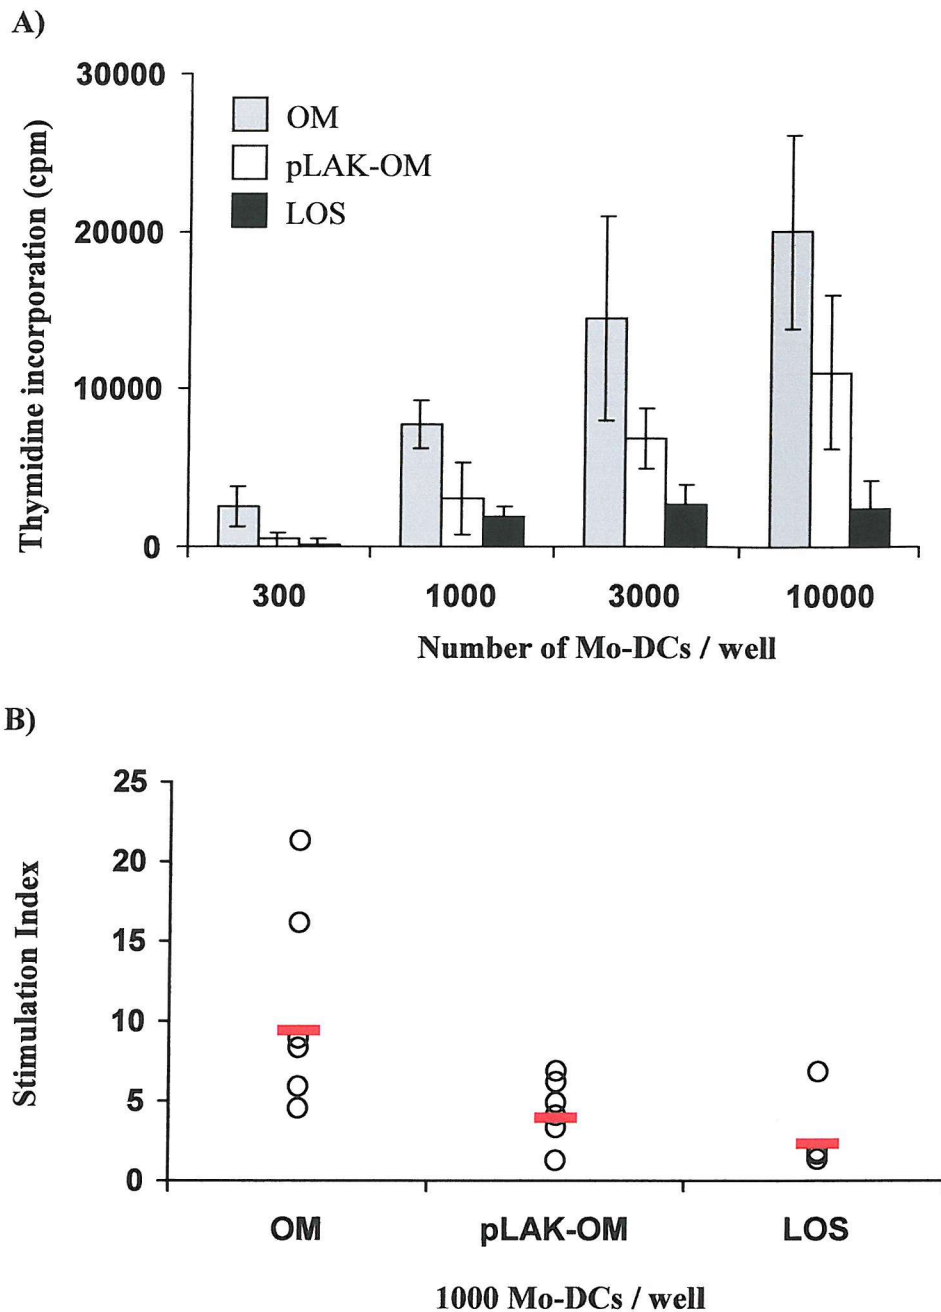 A)
Thymidine incorporation (cpm)
30000
20000
10000
0
OM
pLAK-OM
LOS
300 1000 3000 10000
Number of Mo-DCs / well
B)
Stimulation Index
25
20
15
10
5
0
OM pLAK-OM LOS
1000 Mo-DCs / well